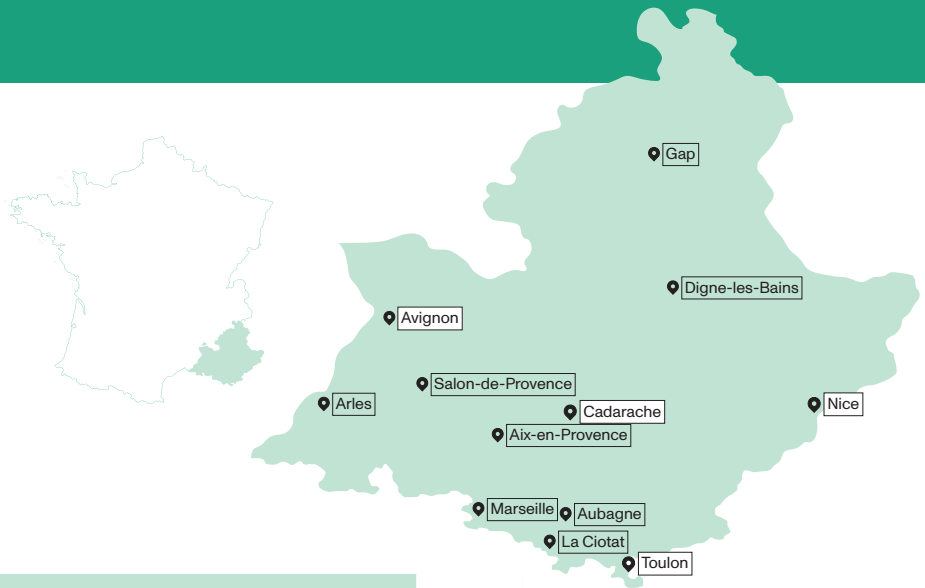 Gap
Digne-les-Bains
Avignon
Salon-de-Provence
Arles
Cadarache
Nice
Aix-en-Provence
Marseille
Aubagne
La Ciotat
Toulon